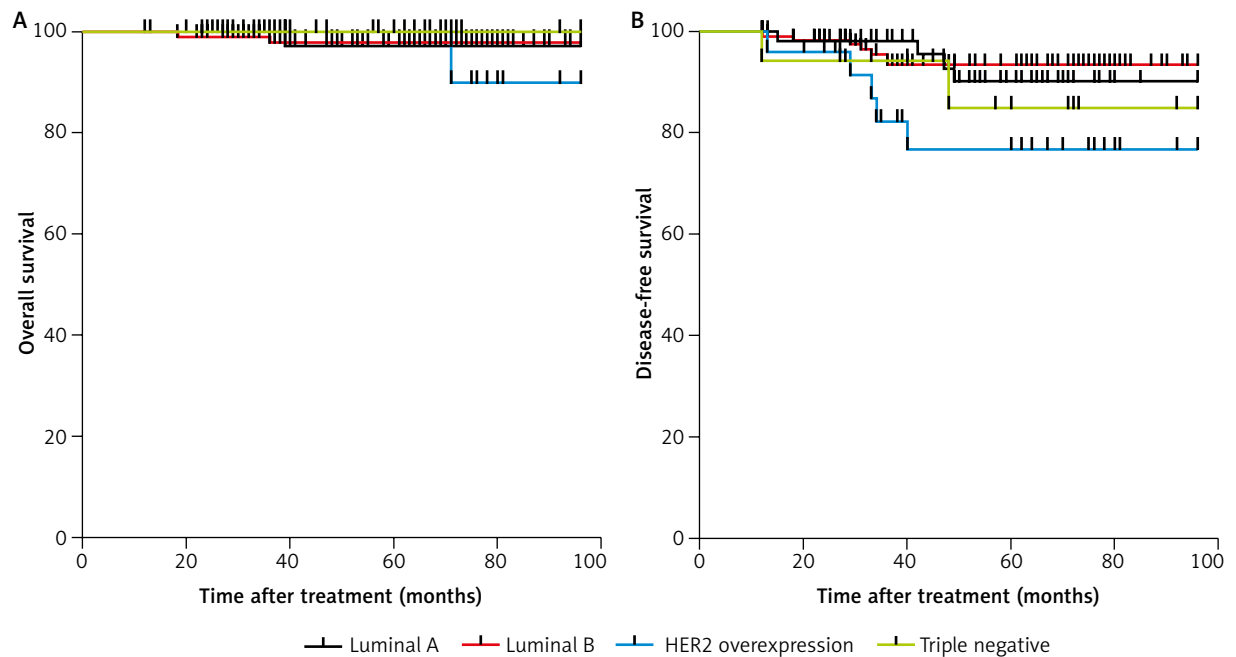 A
100
80
60
40
20
0
Overall survival
0 20 40 60 80 100
Time after treatment (months)
B
100
80
60
40
20
0
Disease-free survival
0 20 40 60 80 100
Time after treatment (months)
Luminal A Luminal B HER2 overexpression Triple negative